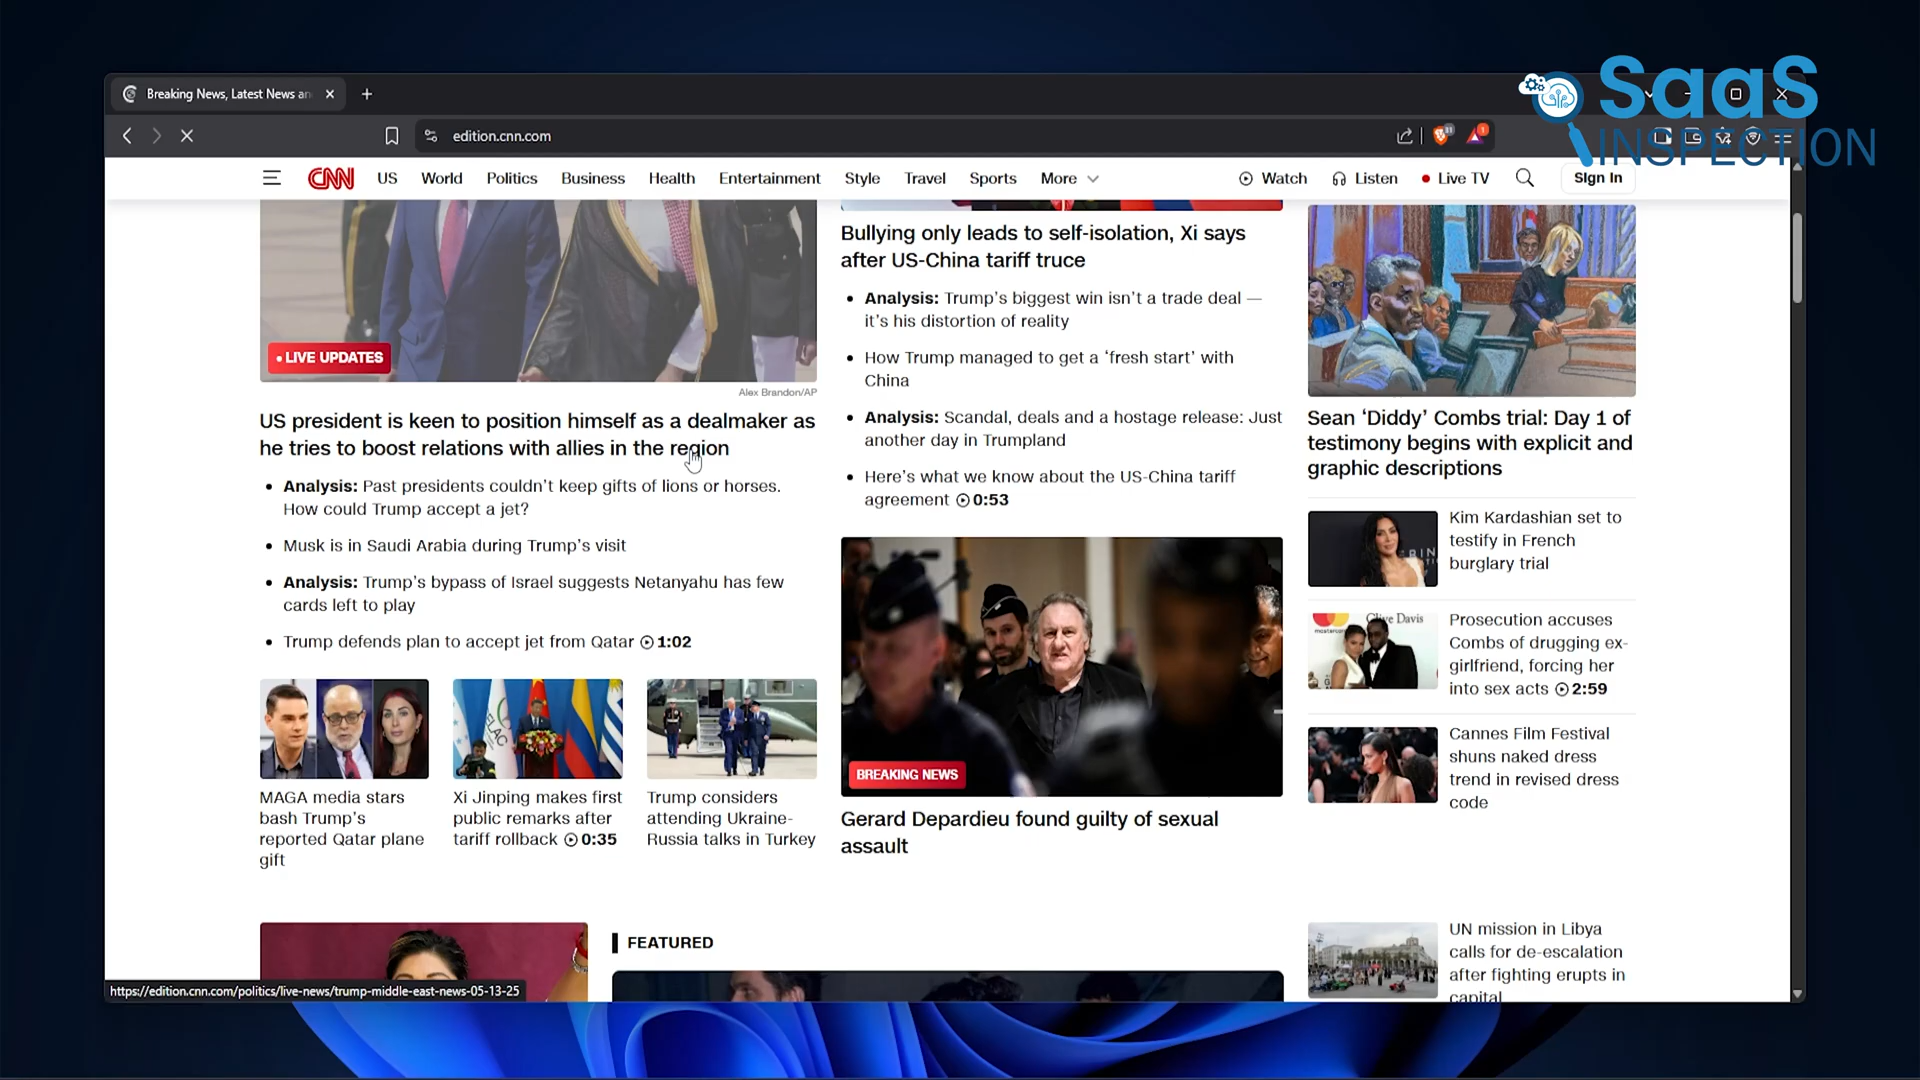 SaaS
INSPECTION
Breaking News, Latest News an
edition.cnn.com
CNN US World Politics Business Health Entertainment Style Travel Sports More Watch Listen Live TV Sign In
LIVE UPDATES
Alex Brandon/AP
US president is keen to position himself as a dealmaker as
he tries to boost relations with allies in the region
Analysis: Past presidents couldn't keep gifts of lions or horses.
How could Trump accept a jet?
Musk is in Saudi Arabia during Trump's visit
Analysis: Trump's bypass of Israel suggests Netanyahu has few
cards left to play
Trump defends plan to accept jet from Qatar 1:02
MAGA media stars
bash Trump's
reported Qatar plane
gift
Xi Jinping makes first
public remarks after
tariff rollback 0:35
Trump considers
attending Ukraine-
Russia talks in Turkey
Bullying only leads to self-isolation, Xi says
after US-China tariff truce
Analysis: Trump's biggest win isn't a trade deal —
it's his distortion of reality
How Trump managed to get a ‘fresh start’ with
China
Analysis: Scandal, deals and a hostage release: Just
another day in Trumpland
Here's what we know about the US-China tariff
agreement 0:53
BREAKING NEWS
Gerard Depardieu found guilty of sexual
assault
Sean ‘Diddy’ Combs trial: Day 1 of
testimony begins with explicit and
graphic descriptions
Kim Kardashian set to
testify in French
burglary trial
Clive Davis
Prosecution accuses
Combs of drugging ex-
girlfriend, forcing her
into sex acts 2:59
Cannes Film Festival
shuns naked dress
trend in revised dress
code
FEATURED
UN mission in Libya
calls for de-escalation
after fighting erupts in
capital
https://edition.cnn.com/politics/live-news/trump-middle-east-news-05-13-25